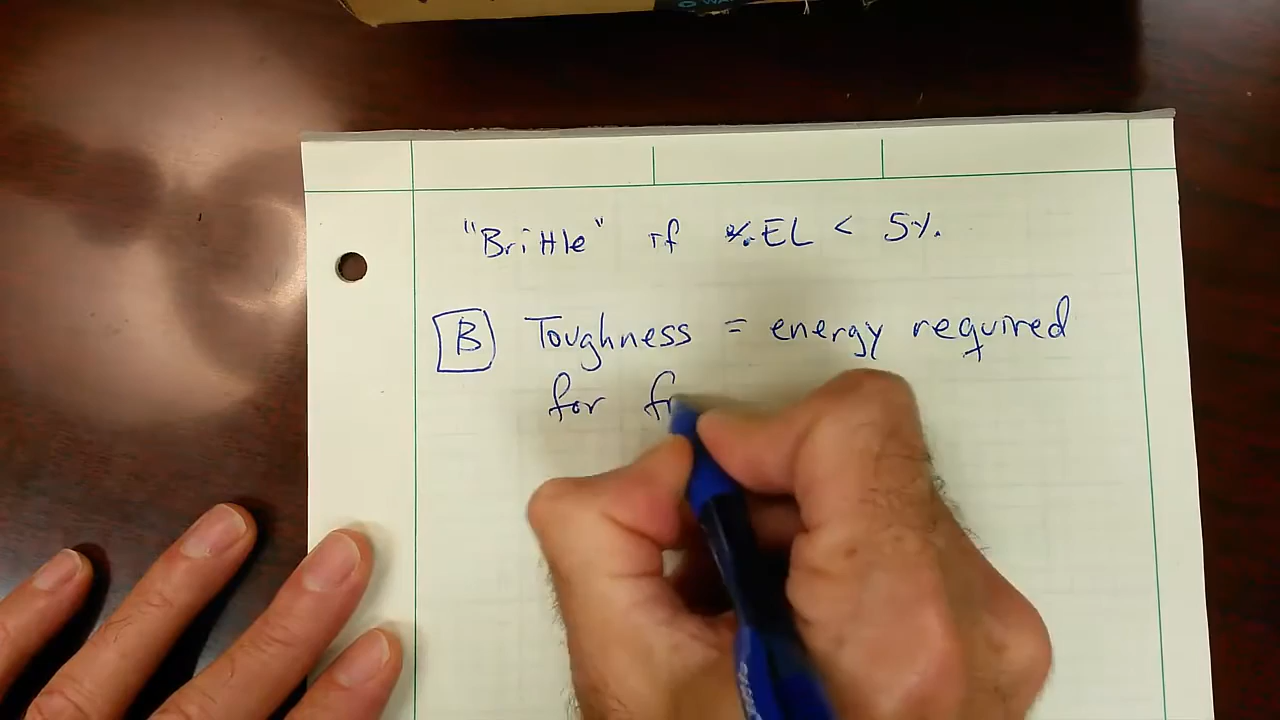 "Brittle" if %EL < 5%.
B Toughness = energy required
for fr